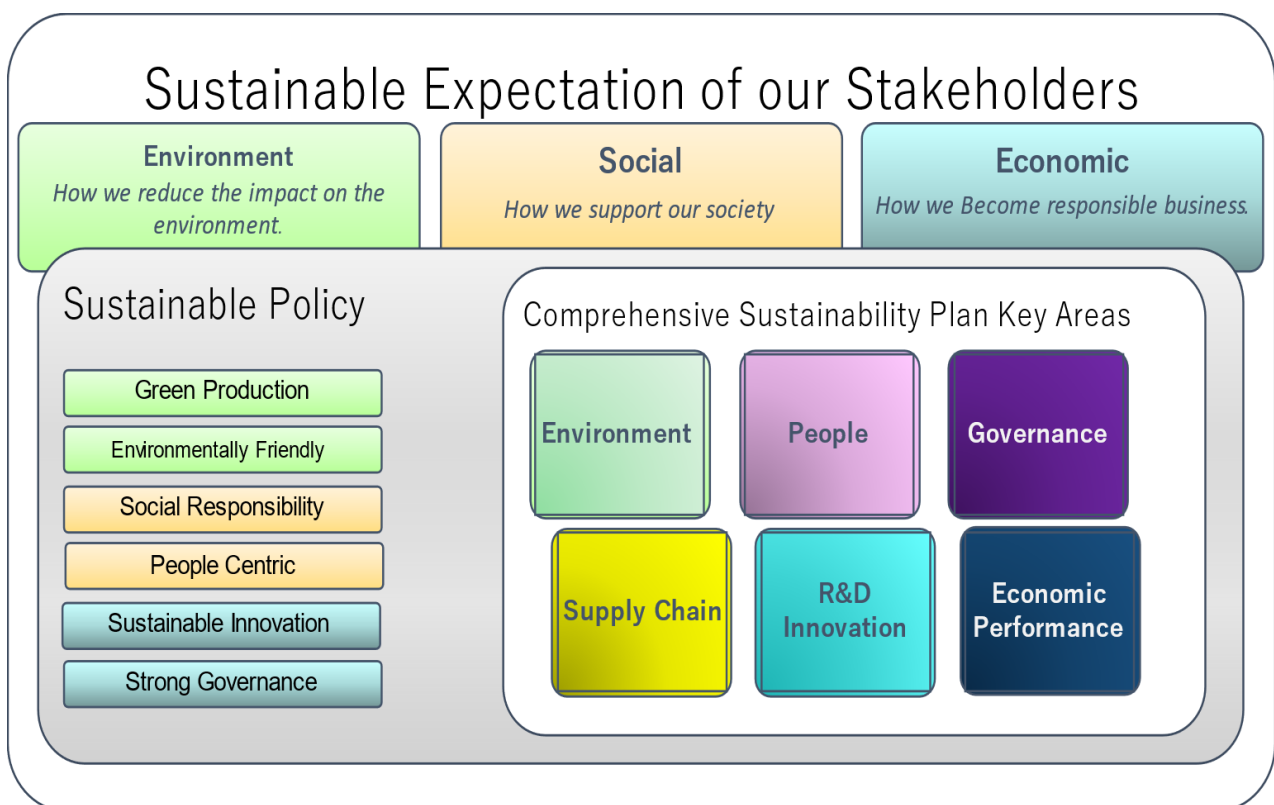 Sustainable Expectation of our Stakeholders
Environment
How we reduce the impact on the
environment.
Social
How we support our society
Economic
How we Become responsible business.
Sustainable Policy
Green Production
Environmentally Friendly
Social Responsibility
People Centric
Sustainable Innovation
Strong Governance
Comprehensive Sustainability Plan Key Areas
Environment
People
Governance
Supply Chain
R&D
Innovation
Economic
Performance